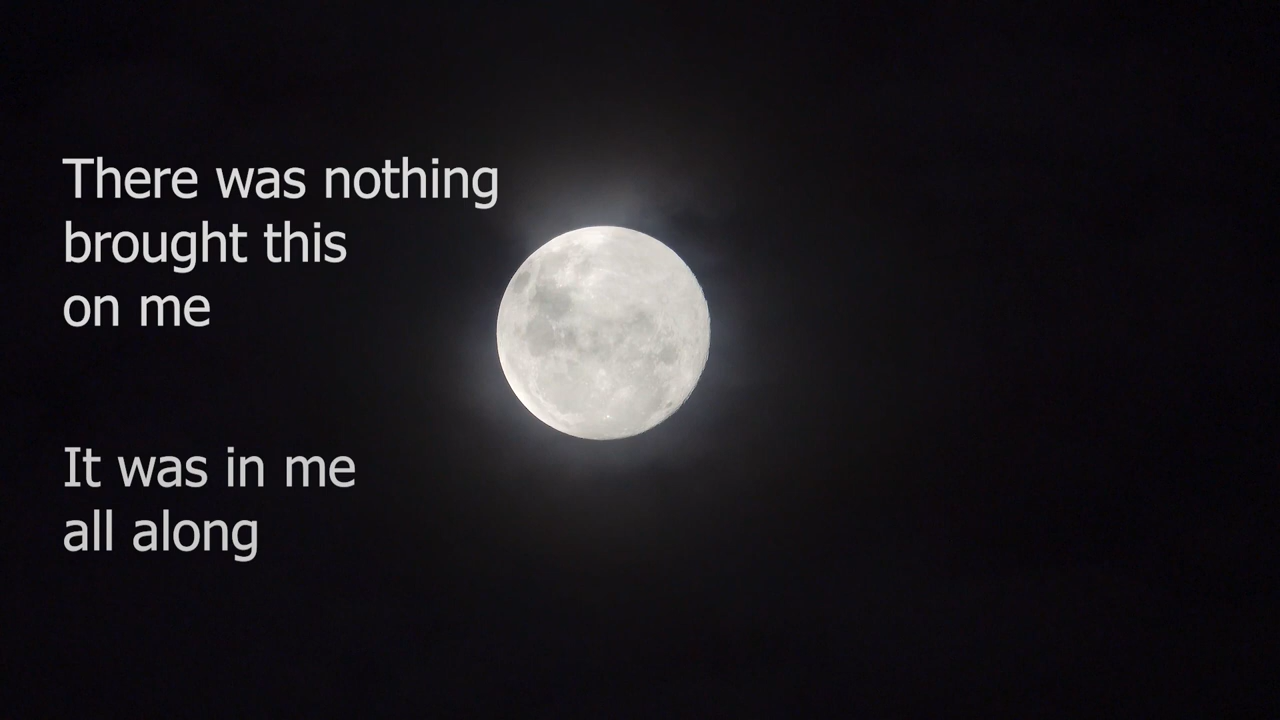 There was nothing
brought this
on me
It was in me
all along